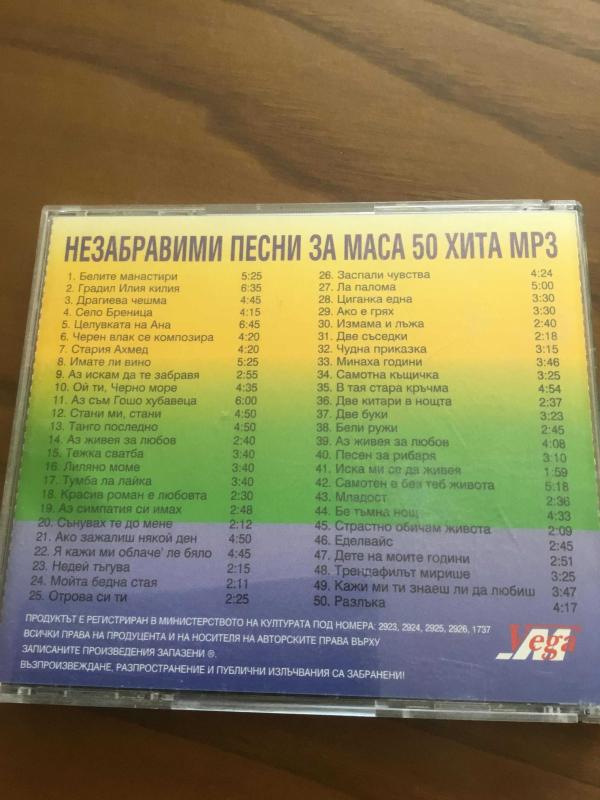 НЕЗАБРАВИМИ ПЕСНИ ЗА МАСА 50 ХИТА MP3
1. Белите манастири 5:25
2. Градил Илия килия 6:35
3. Драгиева чешма 4:45
4. Село Бреница 4:15
5. Целувката на Ана 6:45
6. Черен влак се композира 4:20
7. Стария Ахмед 4:20
8. Имате ли вино 5:25
9. Аз искам да те забравя 2:55
10. Ой ти, Черно море 4:35
11. Аз съм Гошо хубавеца 6:00
12. Стани ми, стани 4:50
13. Танго последно 4:50
14. Аз живея за любов 2:40
15. Тежка сватба 3:40
16. Лиляно моме 3:40
17. Тумба ла лайка 3:40
18. Красив роман е любовта 2:30
19. Аз симпатия си имах 2:48
20. Сънувах те до мене 2:12
21. Ако зажалиш някой ден 4:50
22. Я кажи ми облаче' ле бяло 4:45
23. Недей тъгува 2:15
24. Мойта бедна стая 2:11
25. Отрова си ти 2:25
26. Заспали чувства 4:24
27. Ла палома 5:00
28. Циганка една 3:30
29. Ако е грях 3:30
30. Измама и лъжа 2:40
31. Две съседки 2:18
32. Чудна приказка 3:15
33. Минаха години 3:46
34. Самотна къщичка 3:25
35. В тая стара кръчма 4:54
36. Две китари в нощта 2:37
37. Две буки 3:23
38. Бели ружи 2:45
39. Аз живея за любов 4:08
40. Песен за рибаря 3:10
41. Иска ми се да живея 1:59
42. Самотен е без теб живота 5:18
43. Младост 2:36
44. Бе тъмна нощ 4:33
45. Страстно обичам живота 2:09
46. Еделвайс 2:45
47. Дете на моите години 2:51
48. Трендафилът мирише 3:25
49. Кажи ми ти знаеш ли да любиш 3:47
50. Разлъка 4:17
ПРОДУКТЪТ Е РЕГИСТРИРАН В МИНИСТЕРСТВОТО НА КУЛТУРАТА ПОД НОМЕРА: 2923, 2924, 2925, 2926, 1737
ВСИЧКИ ПРАВА НА ПРОДУЦЕНТА И НА НОСИТЕЛЯ НА АВТОРСКИТЕ ПРАВА ВЪРХУ
ЗАПИСАНИТЕ ПРОИЗВЕДЕНИЯ ЗАПАЗЕНИ ℗.
ВЪЗПРОИЗВЕЖДАНЕ, РАЗПРОСТРАНЕНИЕ И ПУБЛИЧНИ ИЗЛЪЧВАНИЯ СА ЗАБРАНЕНИ!
Vega